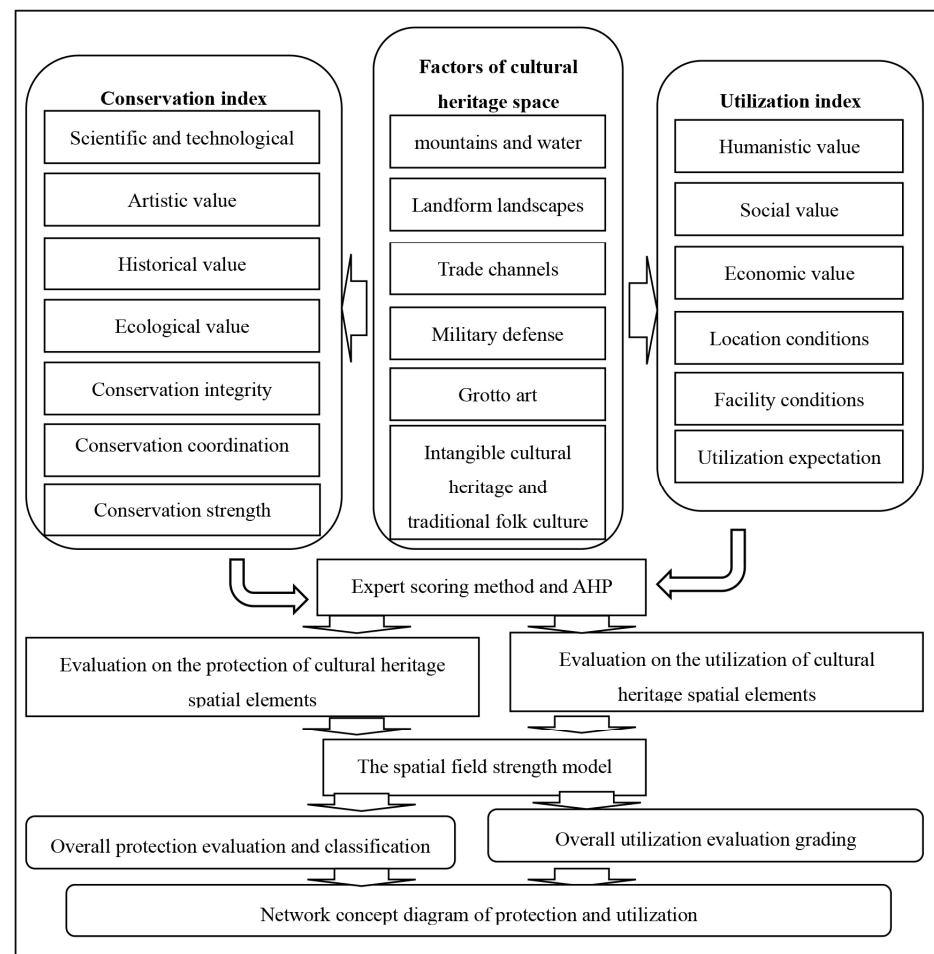 Conservation index
Scientific and technological
Artistic value
Historical value
Ecological value
Conservation integrity
Conservation coordination
Conservation strength
Factors of cultural
heritage space
mountains and water
Landform landscapes
Trade channels
Military defense
Grotto art
Intangible cultural
heritage and
traditional folk culture
Utilization index
Humanistic value
Social value
Economic value
Location conditions
Facility conditions
Utilization expectation
Expert scoring method and AHP
Evaluation on the protection of cultural heritage
spatial elements
Evaluation on the utilization of cultural
heritage spatial elements
The spatial field strength model
Overall protection evaluation and classification
Overall utilization evaluation grading
Network concept diagram of protection and utilization